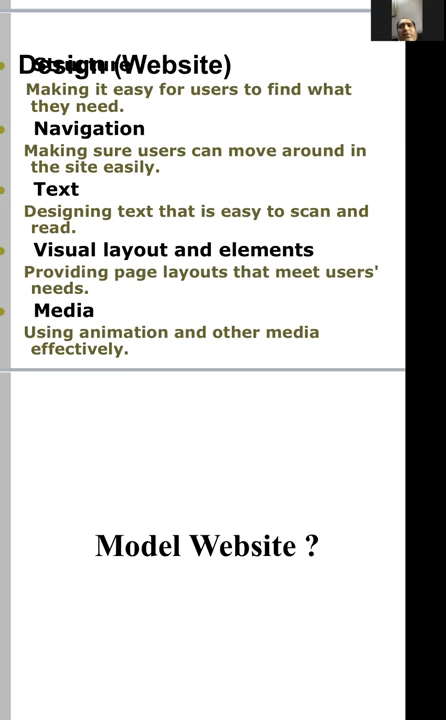 Design (Website)
Structure
Making it easy for users to find what
they need.
Navigation
Making sure users can move around in
the site easily.
Text
Designing text that is easy to scan and
read.
Visual layout and elements
Providing page layouts that meet users'
needs.
Media
Using animation and other media
effectively.
Model Website ?